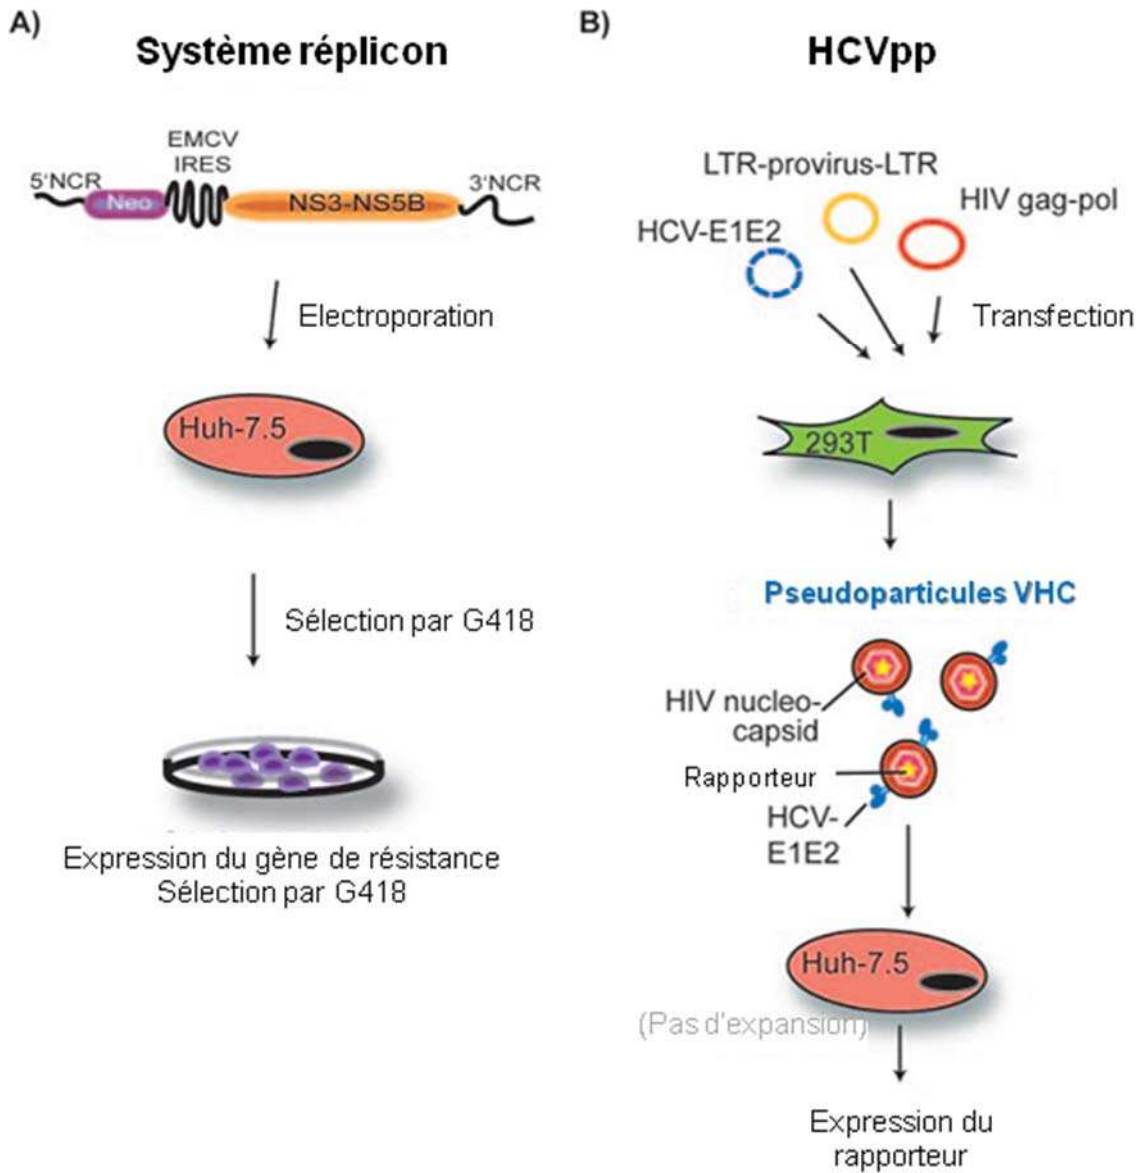 A)
Système réplicon
EMCV
IRES
5'NCR
Neo
NS3-NS5B
3'NCR
Electroporation
Huh-7.5
Sélection par G418
Expression du gène de résistance
Sélection par G418
B)
HCVpp
LTR-provirus-LTR
HIV gag-pol
HCV-E1E2
Transfection
293T
Pseudoparticules VHC
HIV nucleo-
capsid
Rapporteur
HCV-
E1E2
Huh-7.5
(Pas d'expansion)
Expression du
rapporteur